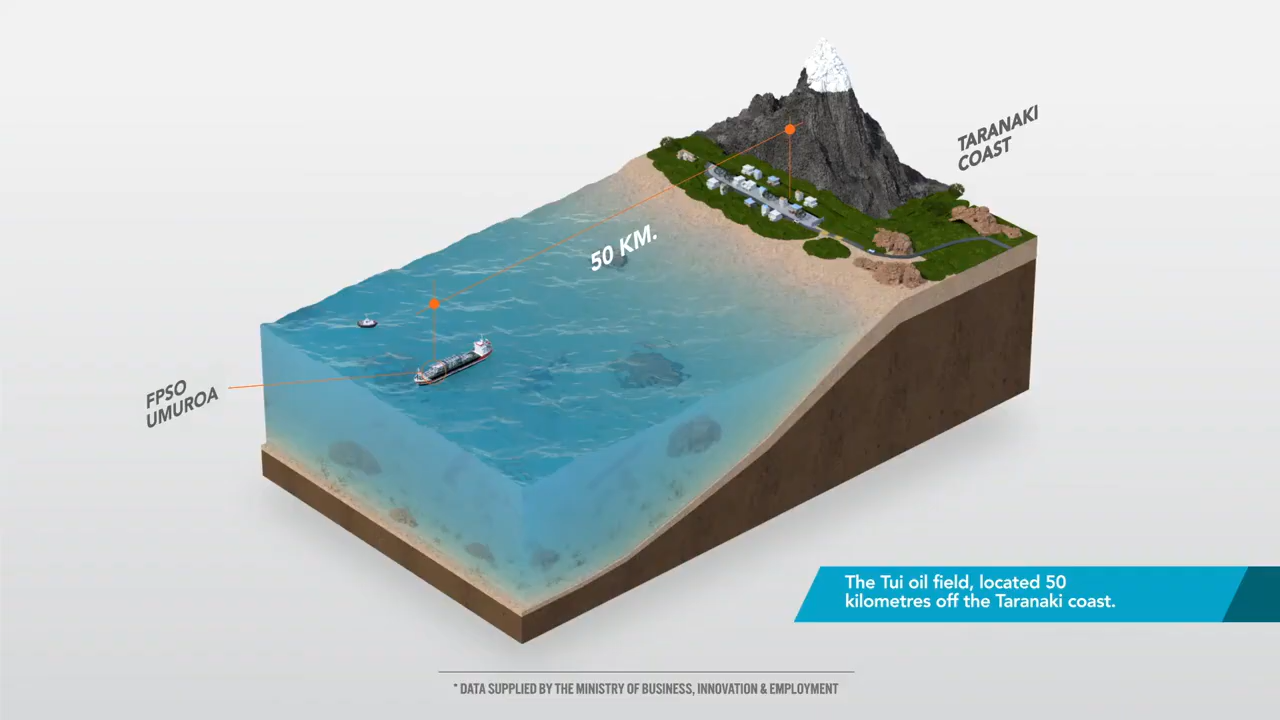 TARANAKI
COAST
50 KM.
FPSO
UMUROA
The Tui oil field, located 50
kilometres off the Taranaki coast.
* DATA SUPPLIED BY THE MINISTRY OF BUSINESS, INNOVATION & EMPLOYMENT